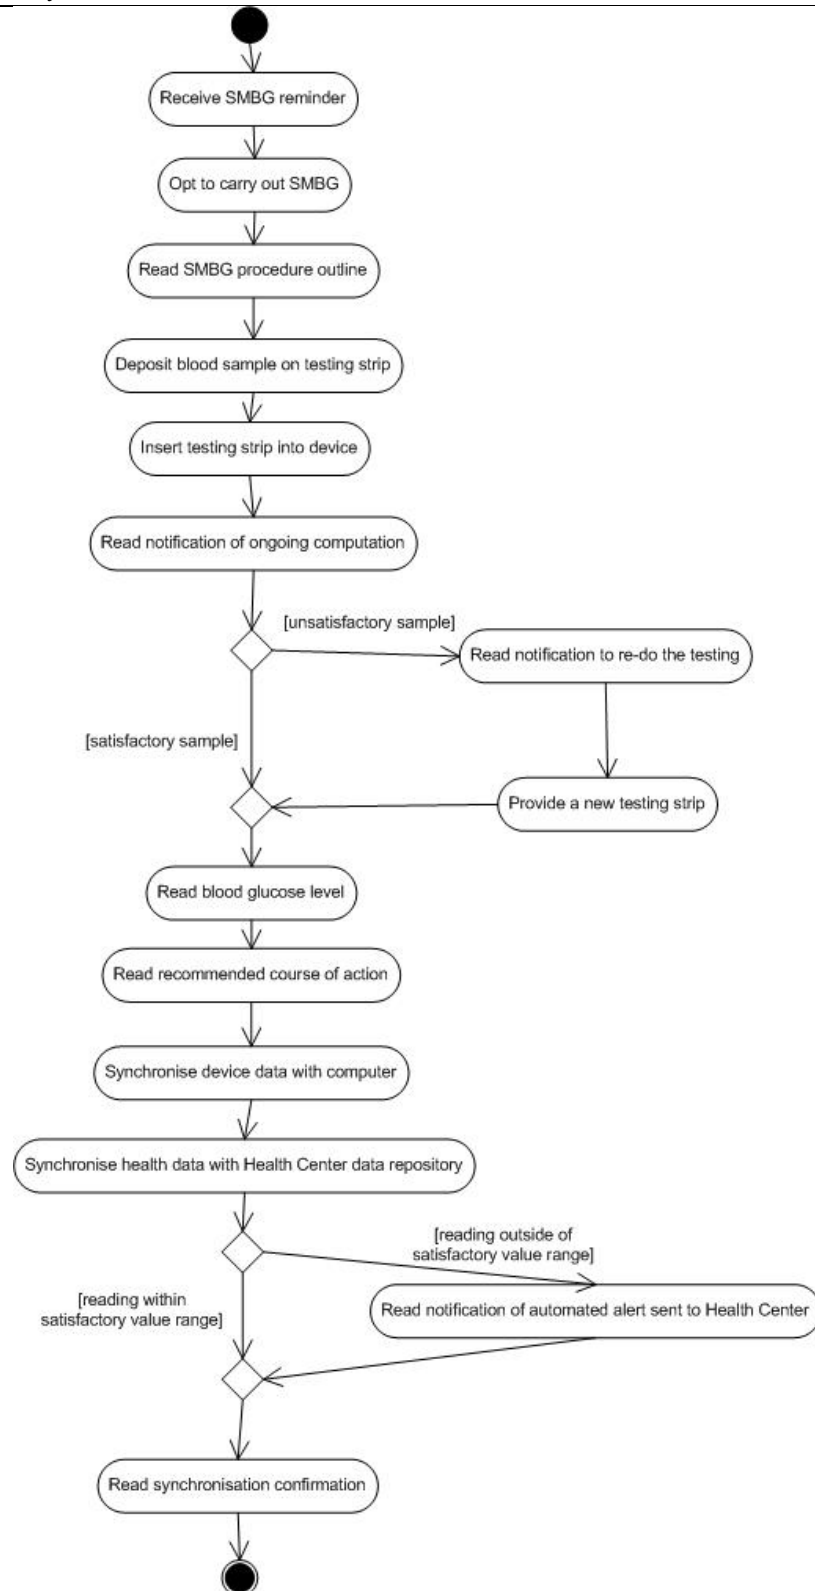 Receive SMBG reminder
Opt to carry out SMBG
Read SMBG procedure outline
Deposit blood sample on testing strip
Insert testing strip into device
Read notification of ongoing computation
[unsatisfactory sample]
Read notification to re-do the testing
[satisfactory sample]
Provide a new testing strip
Read blood glucose level
Read recommended course of action
Synchronise device data with computer
Synchronise health data with Health Center data repository
[reading outside of
satisfactory value range]
[reading within
satisfactory value range]
Read notification of automated alert sent to Health Center
Read synchronisation confirmation